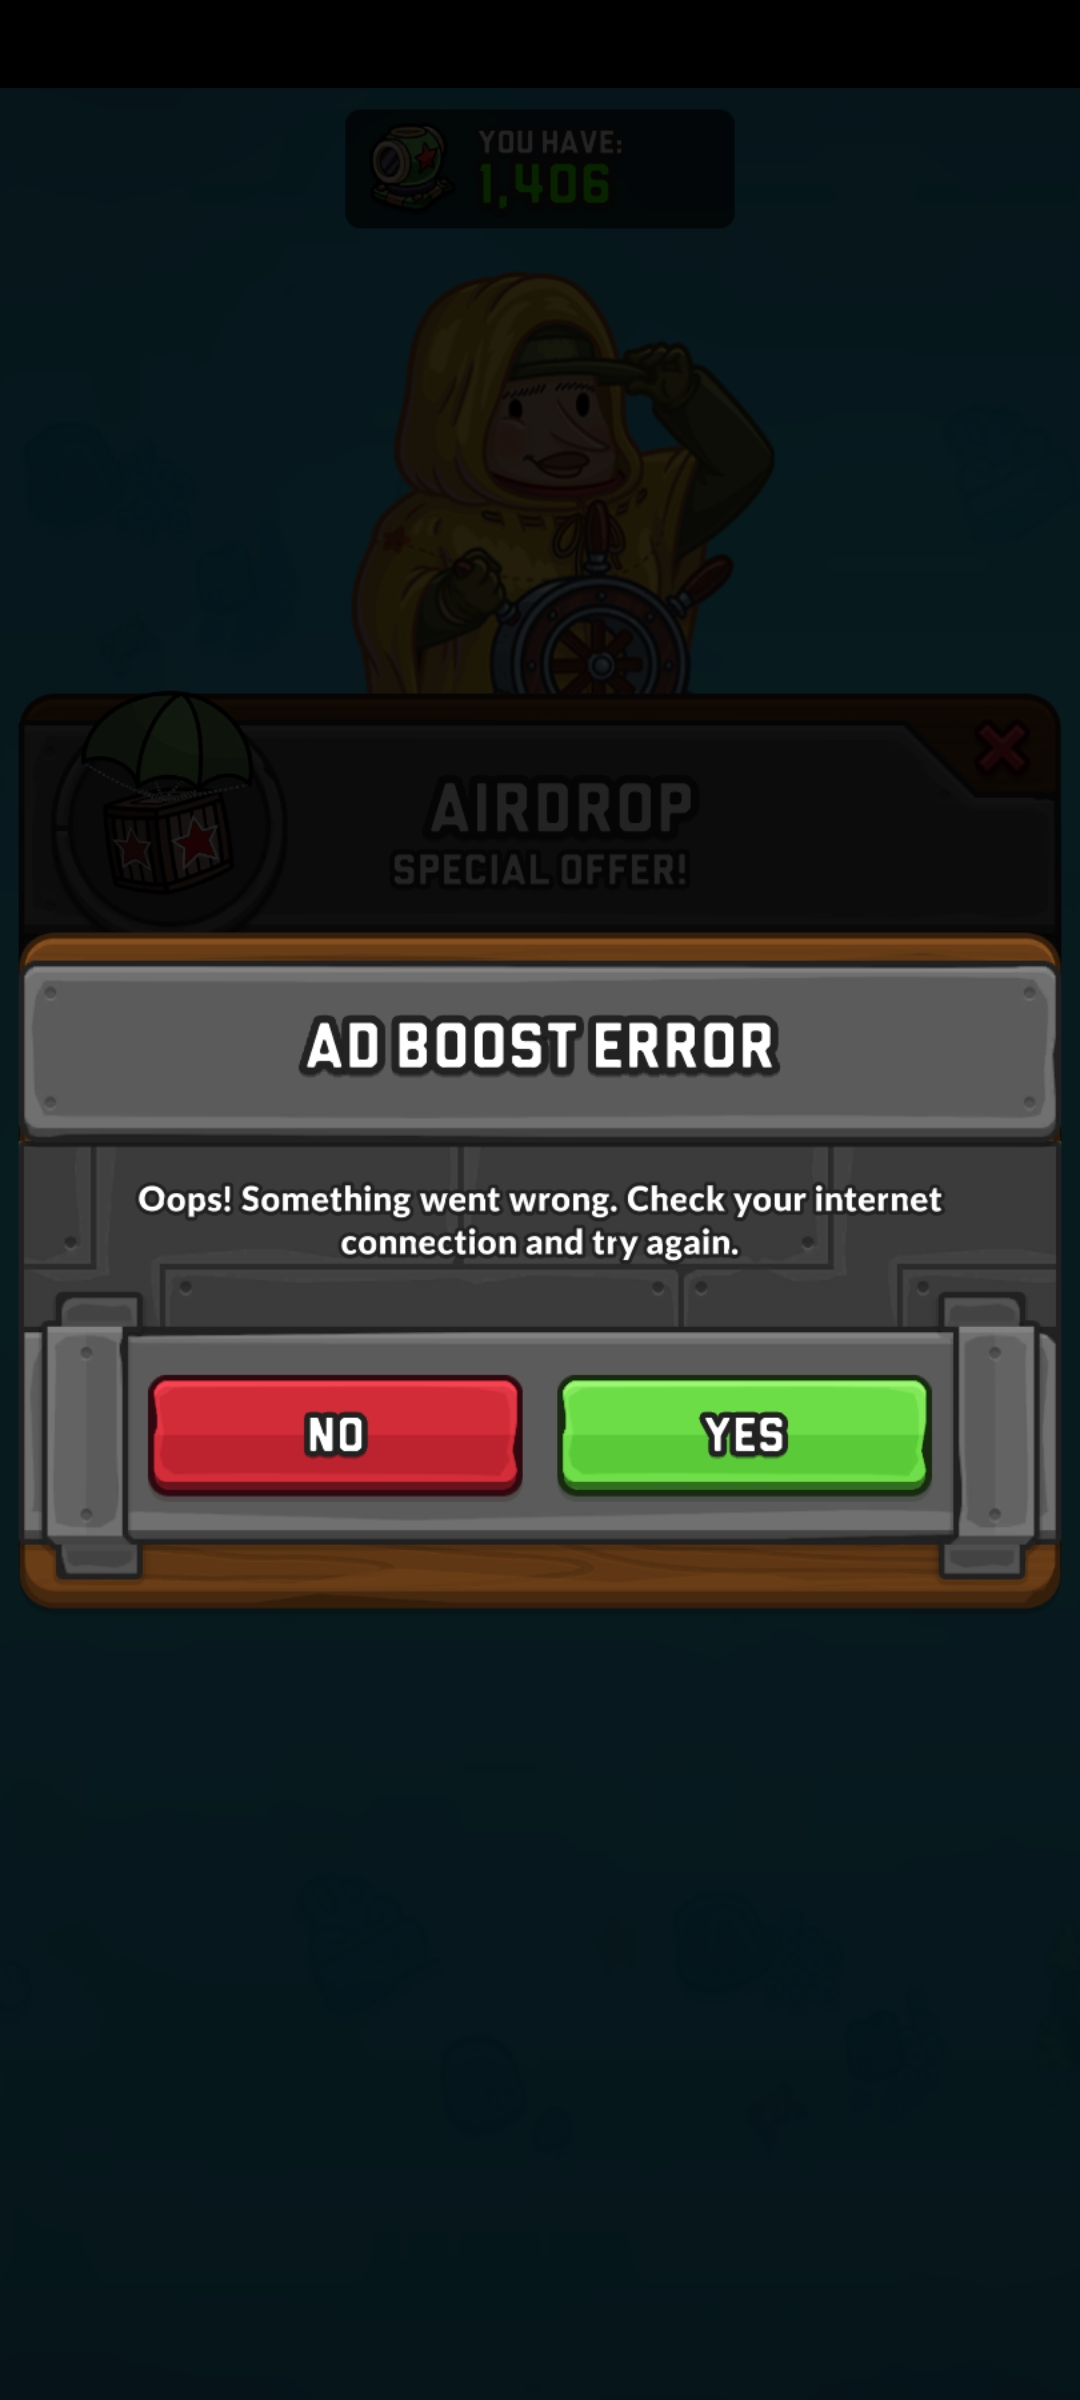 YOU HAVE:
1,406
AIRDROP
SPECIAL OFFER!
AD BOOST ERROR
Oops! Something went wrong. Check your internet
connection and try again.
NO
YES